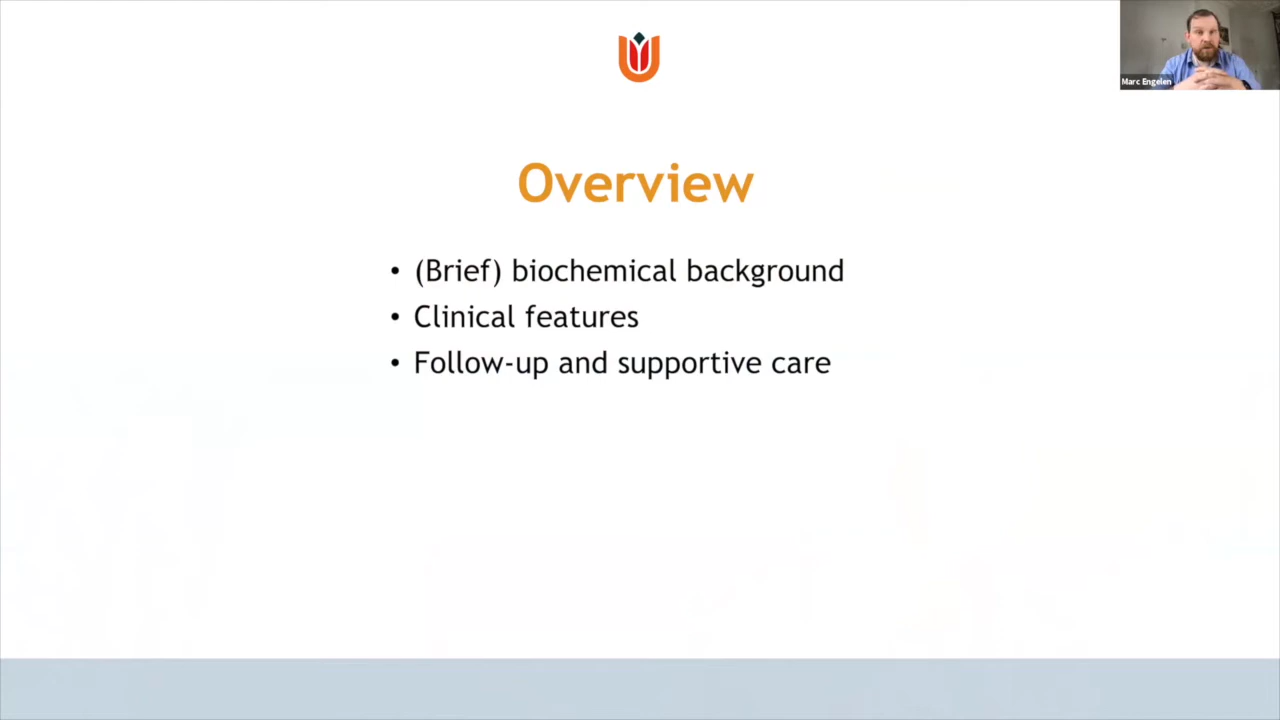 Marc Engelen
Overview
• (Brief) biochemical background
• Clinical features
• Follow-up and supportive care